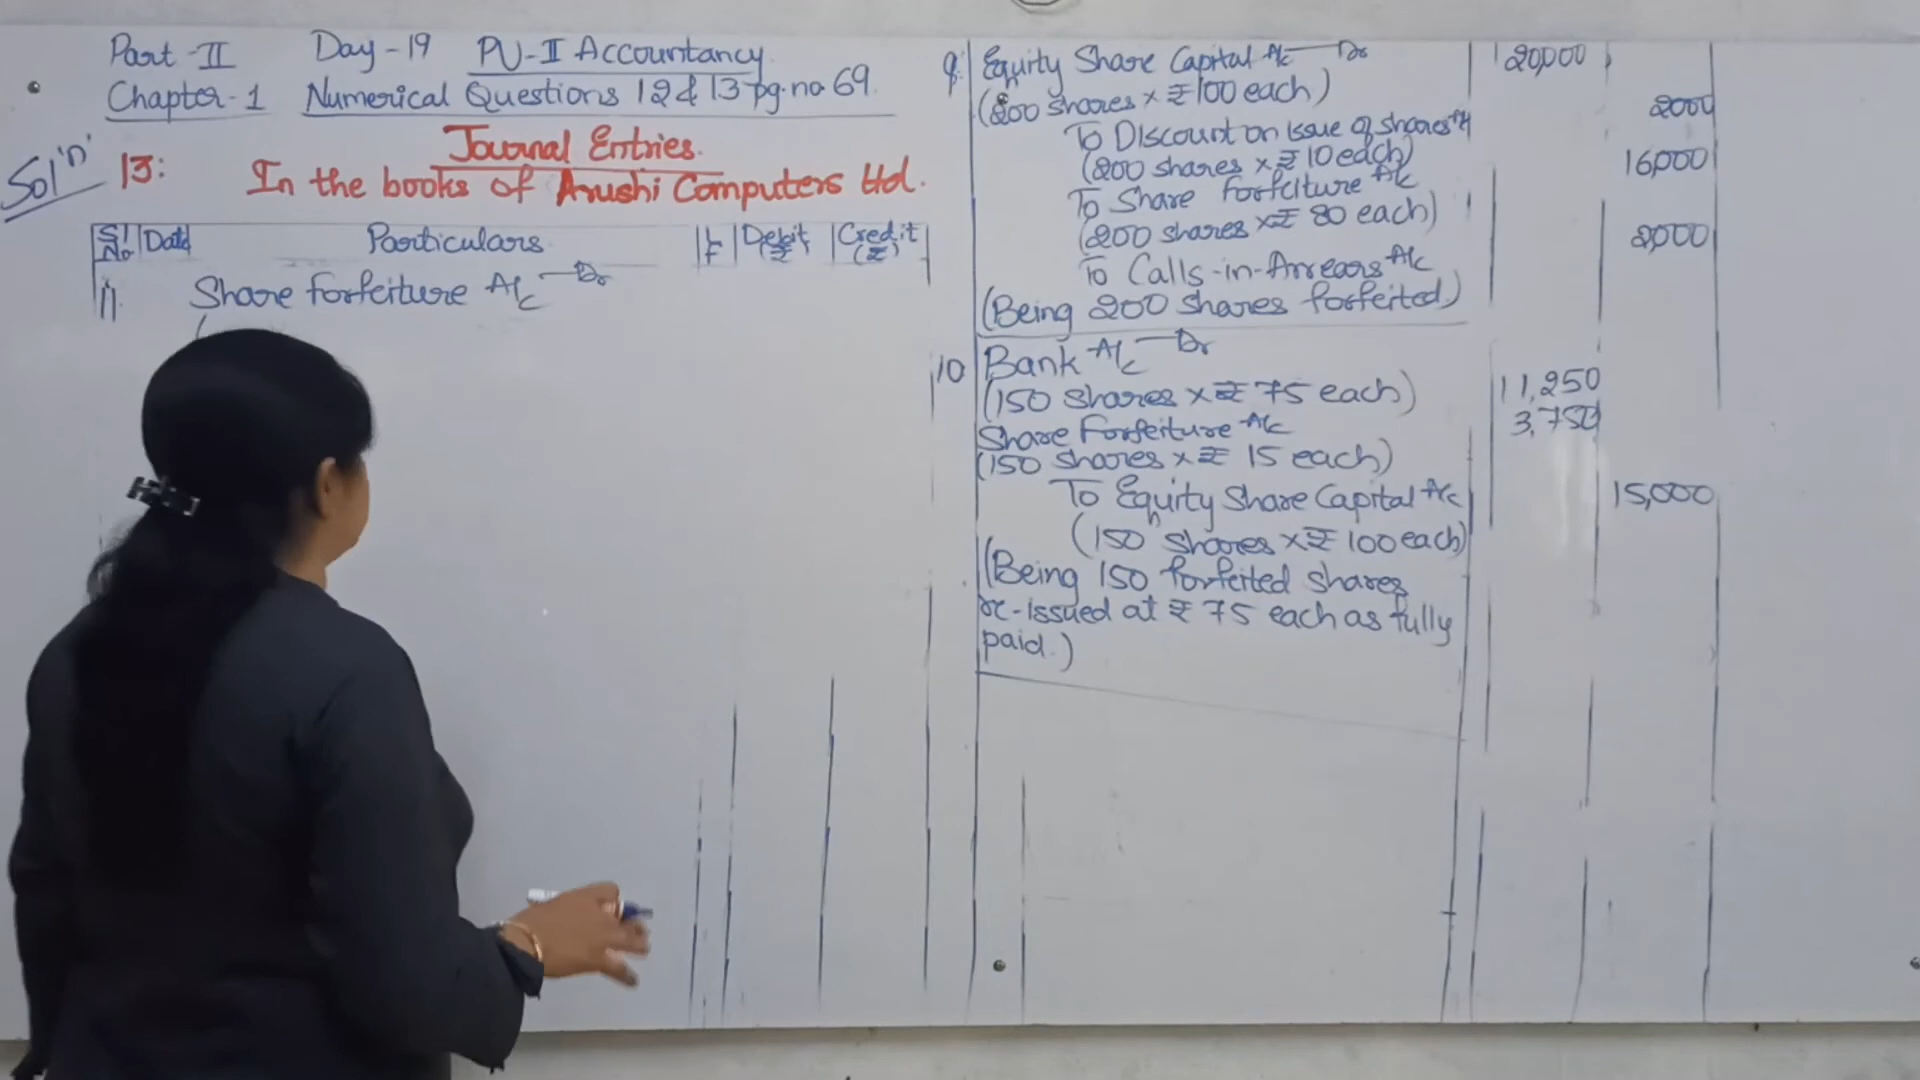 Part-II Day-19 PU-II Accountancy
Chapter-1 Numerical Questions 12 & 13 pg.no 69
Journal Entries.
Sol'n' 13: In the books of Arushi Computers Ltd.
Sl No Date Particulars LF Debit (₹) Credit (₹)
11. Share forfeiture A/c — Dr
(
9. Equity Share Capital A/c — Dr 20,000
(200 shares × ₹ 100 each)
To Discount on issue of shares A/c 2000
(200 shares × ₹ 10 each)
To Share forfeiture A/c 16,000
(200 shares × ₹ 80 each)
To Calls-in-Arrears A/c 2,000
(Being 200 shares forfeited.)
10 Bank A/c — Dr
(150 shares × ₹ 75 each) 11,250
Share Forfeiture A/c 3,750
(150 shares × ₹ 15 each)
To Equity Share Capital A/c 15,000
(150 shares × ₹ 100 each)
(Being 150 forfeited shares
re-issued at ₹ 75 each as fully
paid.)